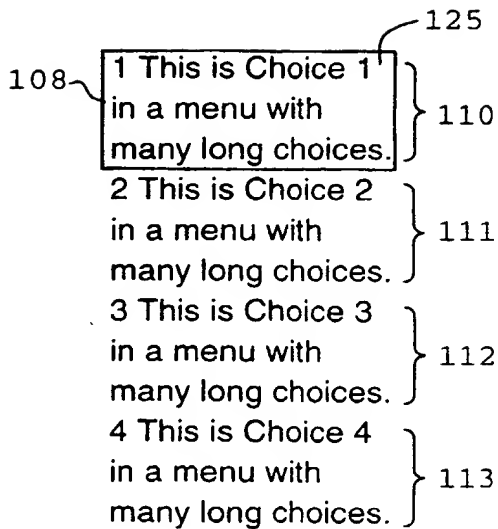 125
108
1 This is Choice 1
in a menu with
many long choices.
110
2 This is Choice 2
in a menu with
many long choices.
111
3 This is Choice 3
in a menu with
many long choices.
112
4 This is Choice 4
in a menu with
many long choices.
113